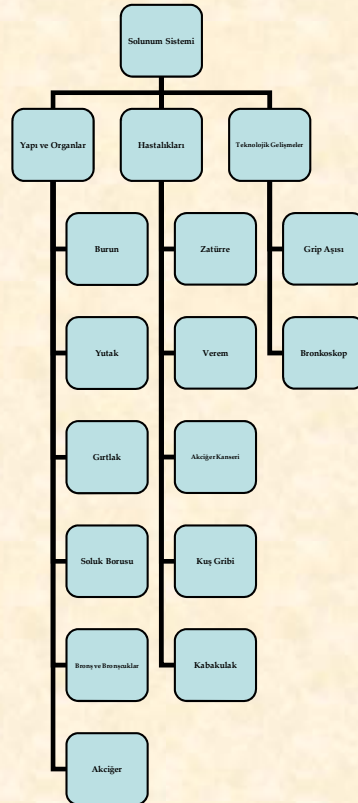 Solunum Sistemi
Yapı ve Organlar
Hastalıkları
Teknolojik Gelişmeler
Burun
Zatürre
Grip Aşısı
Yutak
Verem
Bronkoskop
Gırtlak
Akciğer Kanseri
Soluk Borusu
Kuş Gribi
Bronş ve Bronşcuklar
Kabakulak
Akciğer